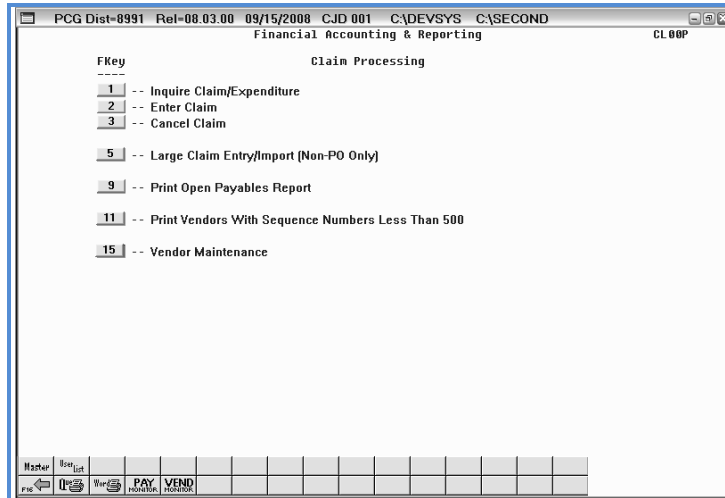 PCG Dist=8991 Rel=08.03.00 09/15/2008 CJD 001 C:\DEVSYS C:\SECOND
Financial Accounting & Reporting CL00P
FKey Claim Processing
----
1 -- Inquire Claim/Expenditure
2 -- Enter Claim
3 -- Cancel Claim
5 -- Large Claim Entry/Import (Non-PO Only)
9 -- Print Open Payables Report
11 -- Print Vendors With Sequence Numbers Less Than 500
15 -- Vendor Maintenance
Master User List
F16 Que Word PAY MONITOR VEND MONITOR